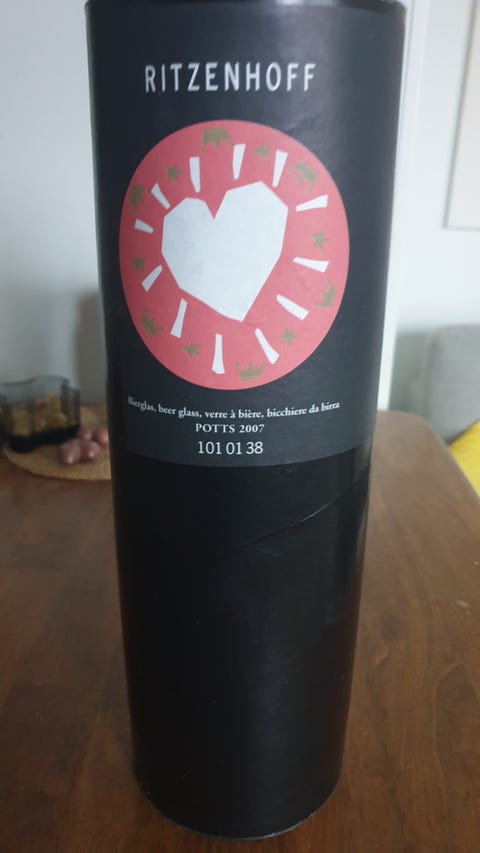 RITZENHOFF
Bierglas, beer glass, verre à bière, bicchiere da birra
POTTS 2007
101 01 38